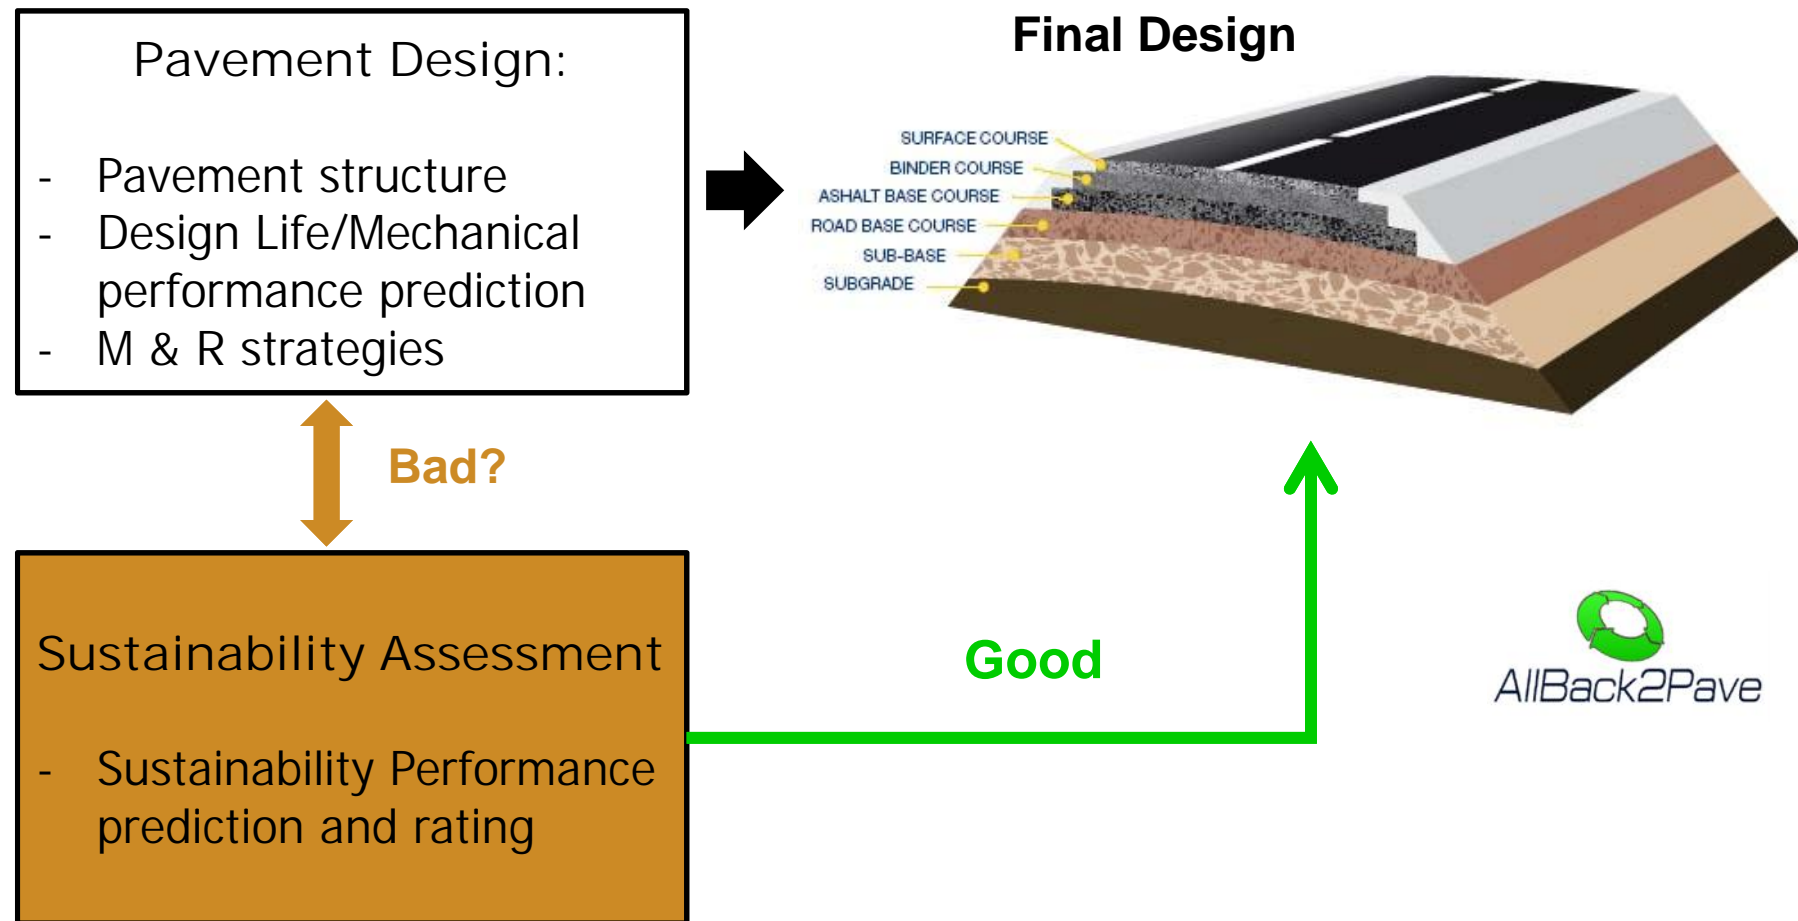 Pavement Design:
- Pavement structure
- Design Life/Mechanical
performance prediction
- M & R strategies
Final Design
SURFACE COURSE
BINDER COURSE
ASHALT BASE COURSE
ROAD BASE COURSE
SUB-BASE
SUBGRADE
Bad?
Sustainability Assessment
- Sustainability Performance
prediction and rating
Good
AllBack2Pave